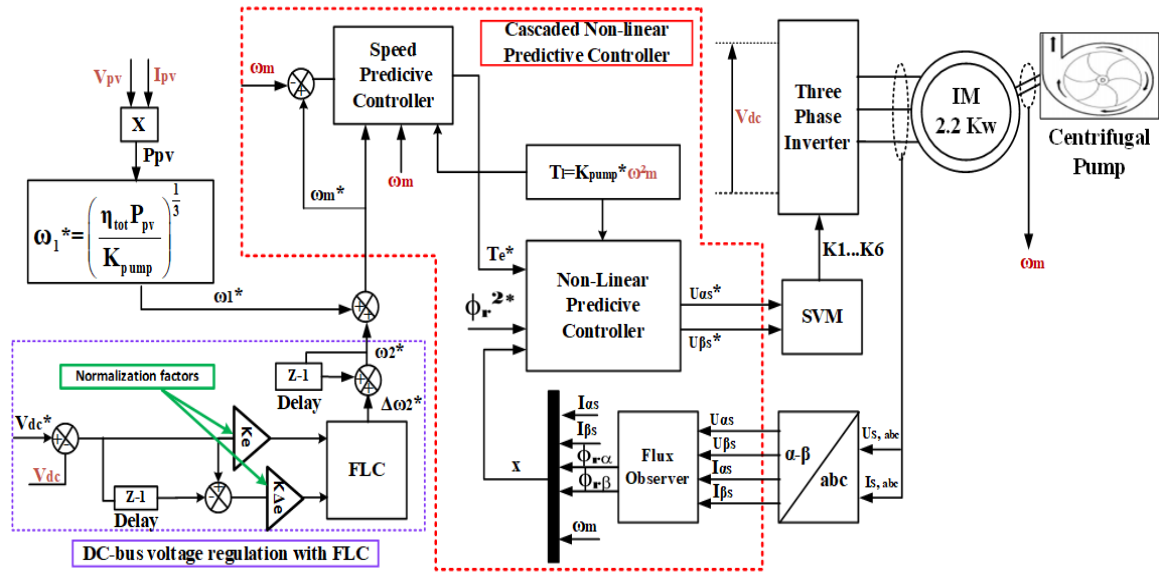 Cascaded Non-linear
Predictive Controller
Speed
Predicive
Controller
ωm
-
+
ωm*
ωm
Tl=Kpump*ω²m
Vpv
Ipv
X
Ppv
ω1*=(ηtot Ppv / Kpump)^1/3
ω1*
+
+
Te*
ϕr2*
Non-Linear
Predicive
Controller
Uαs*
Uβs*
SVM
K1...K6
Vdc
Three
Phase
Inverter
IM
2.2 Kw
Centrifugal
Pump
ωm
ω2*
Z-1
Delay
+
+
Δω2*
Normalization factors
Vdc*
+
-
Vdc
Ke
KΔe
Z-1
Delay
-
+
FLC
DC-bus voltage regulation with FLC
x
Iαs
Iβs
ϕrα
ϕrβ
ωm
Flux
Observer
Uαs
Uβs
Iαs
Iβs
α-β
abc
Us, abc
Is, abc